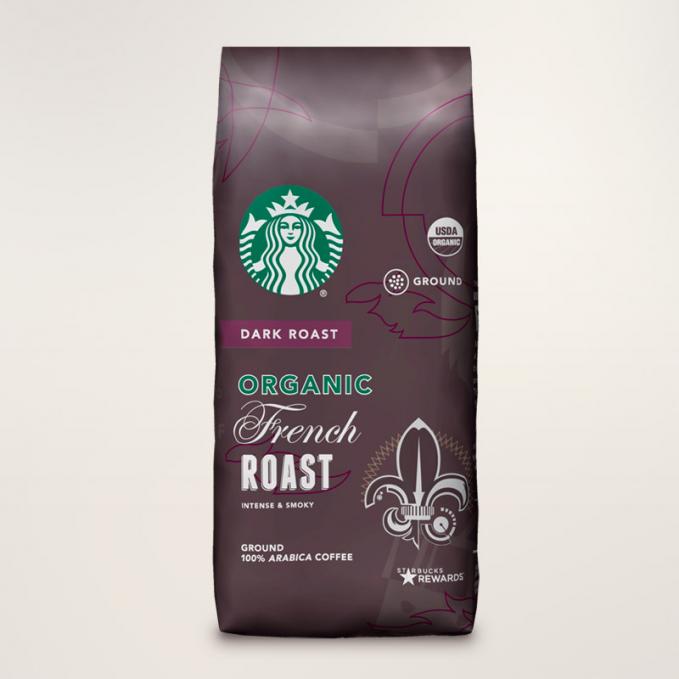 USDA
ORGANIC
GROUND
DARK ROAST
ORGANIC
French
ROAST
INTENSE & SMOKY
GROUND
100% ARABICA COFFEE
STARBUCKS
REWARDS